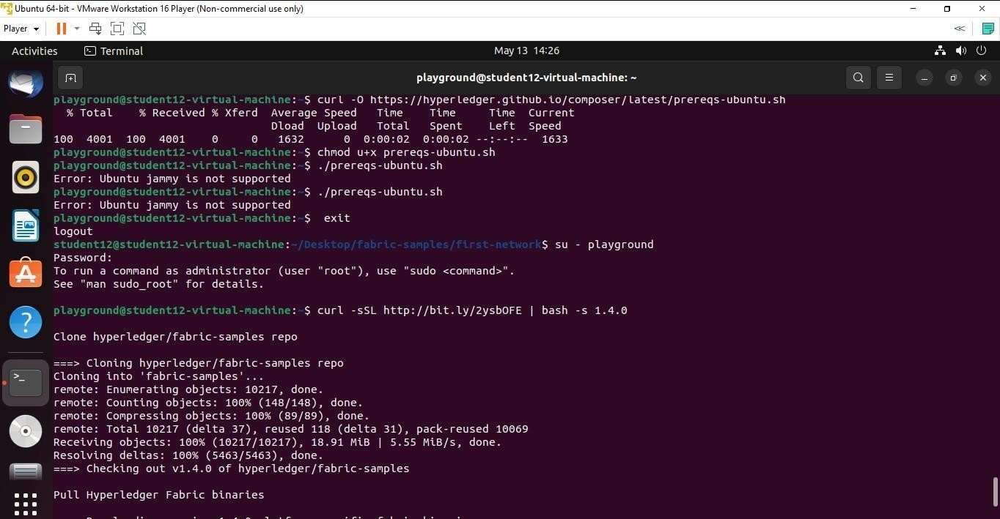 Ubuntu 64-bit - VMware Workstation 16 Player (Non-commercial use only)
Player
Activities Terminal May 13 14:26
playground@student12-virtual-machine: ~
playground@student12-virtual-machine:~$ curl -O https://hyperledger.github.io/composer/latest/prereqs-ubuntu.sh
% Total % Received % Xferd Average Speed Time Time Time Current
Dload Upload Total Spent Left Speed
100 4001 100 4001 0 0 1632 0 0:00:02 0:00:02 --:--:-- 1633
playground@student12-virtual-machine:~$ chmod u+x prereqs-ubuntu.sh
playground@student12-virtual-machine:~$ ./prereqs-ubuntu.sh
Error: Ubuntu jammy is not supported
playground@student12-virtual-machine:~$ ./prereqs-ubuntu.sh
Error: Ubuntu jammy is not supported
playground@student12-virtual-machine:~$ exit
logout
student12@student12-virtual-machine:~/Desktop/fabric-samples/first-network$ su - playground
Password:
To run a command as administrator (user "root"), use "sudo <command>".
See "man sudo_root" for details.
playground@student12-virtual-machine:~$ curl -sSL http://bit.ly/2ysbOFE | bash -s 1.4.0
Clone hyperledger/fabric-samples repo
===> Cloning hyperledger/fabric-samples repo
Cloning into 'fabric-samples'...
remote: Enumerating objects: 10217, done.
remote: Counting objects: 100% (148/148), done.
remote: Compressing objects: 100% (89/89), done.
remote: Total 10217 (delta 37), reused 118 (delta 31), pack-reused 10069
Receiving objects: 100% (10217/10217), 18.91 MiB | 5.55 MiB/s, done.
Resolving deltas: 100% (5463/5463), done.
===> Checking out v1.4.0 of hyperledger/fabric-samples
Pull Hyperledger Fabric binaries